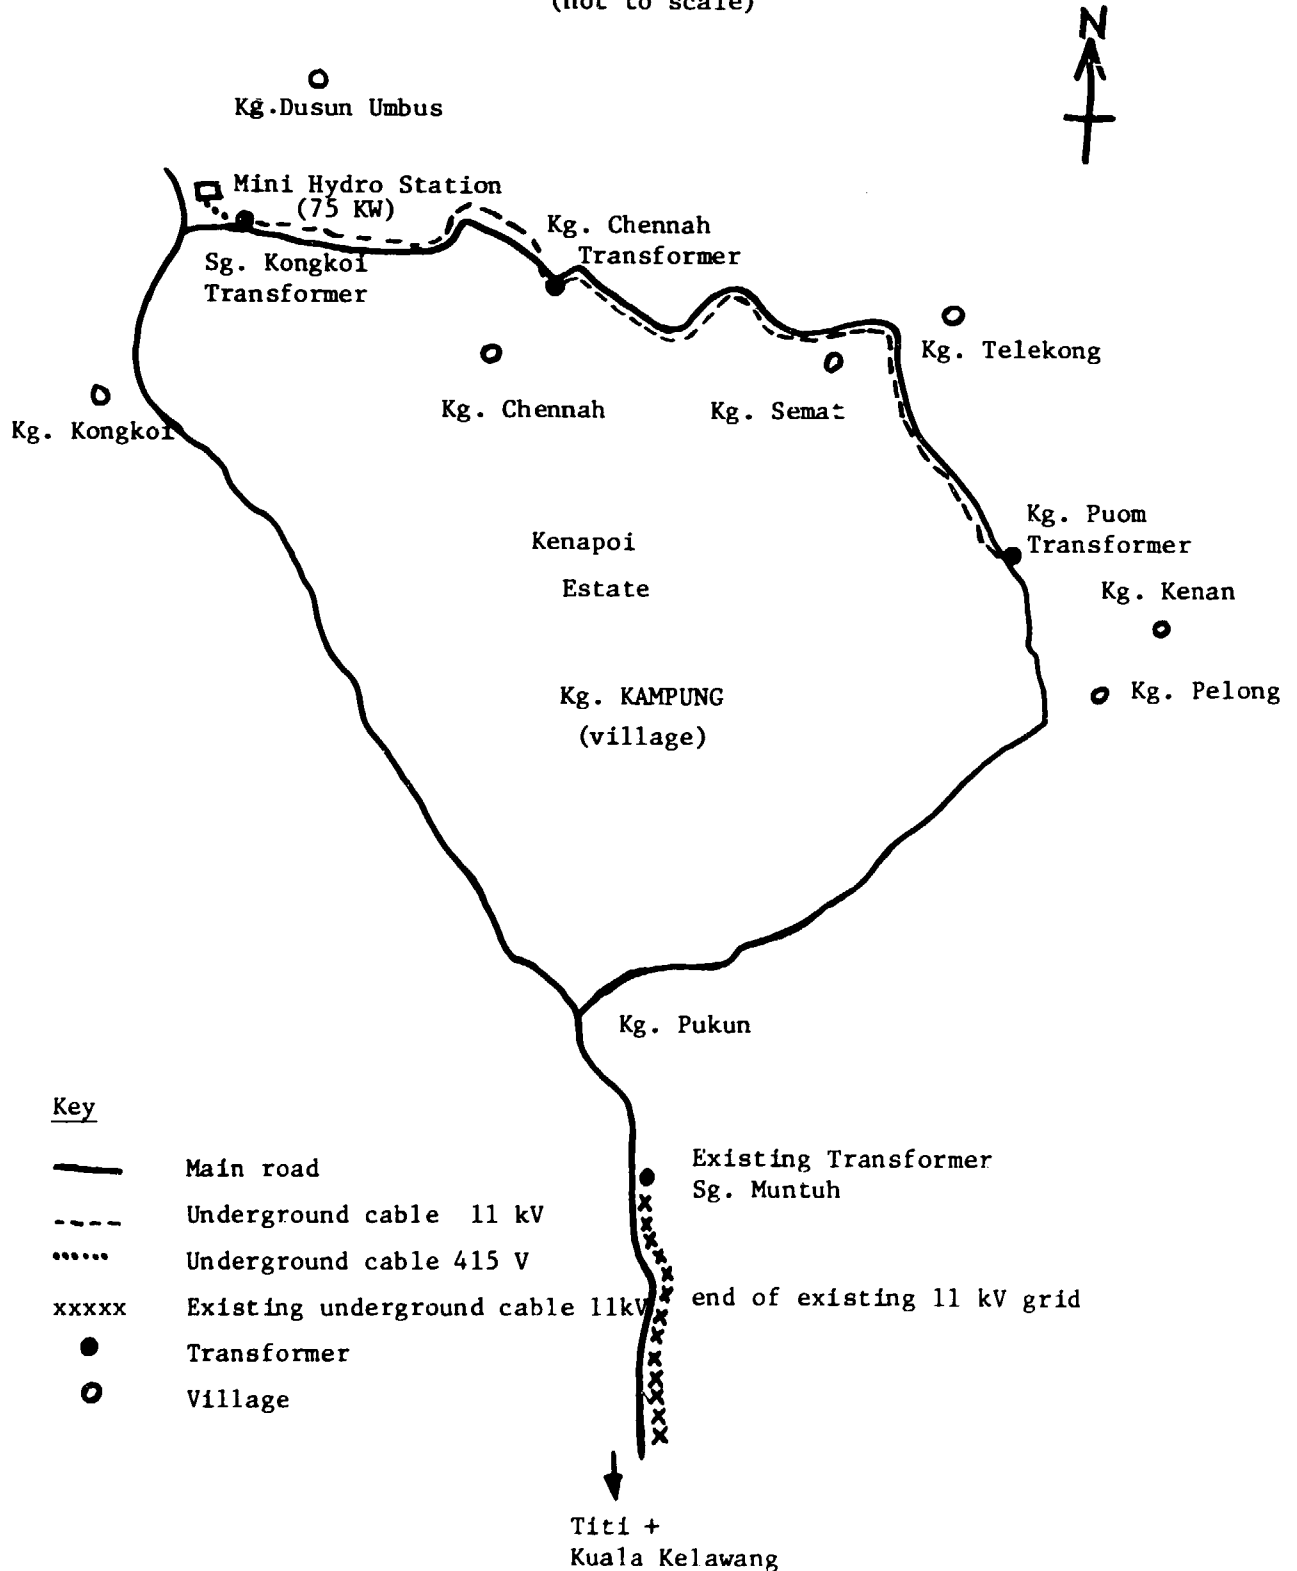 (not to scale)
N
Kg.Dusun Umbus
Mini Hydro Station
(75 KW)
Kg. Chennah
Transformer
Sg. Kongkoi
Transformer
Kg. Telekong
Kg. Chennah
Kg. Semat
Kg. Kongkoi
Kg. Puom
Transformer
Kenapoi
Estate
Kg. Kenan
Kg. KAMPUNG
(village)
Kg. Pelong
Kg. Pukun
Key
Main road
Underground cable 11 kV
Underground cable 415 V
xxxxx Existing underground cable 11kV
Transformer
Village
Existing Transformer
Sg. Muntuh
end of existing 11 kV grid
Titi +
Kuala Kelawang